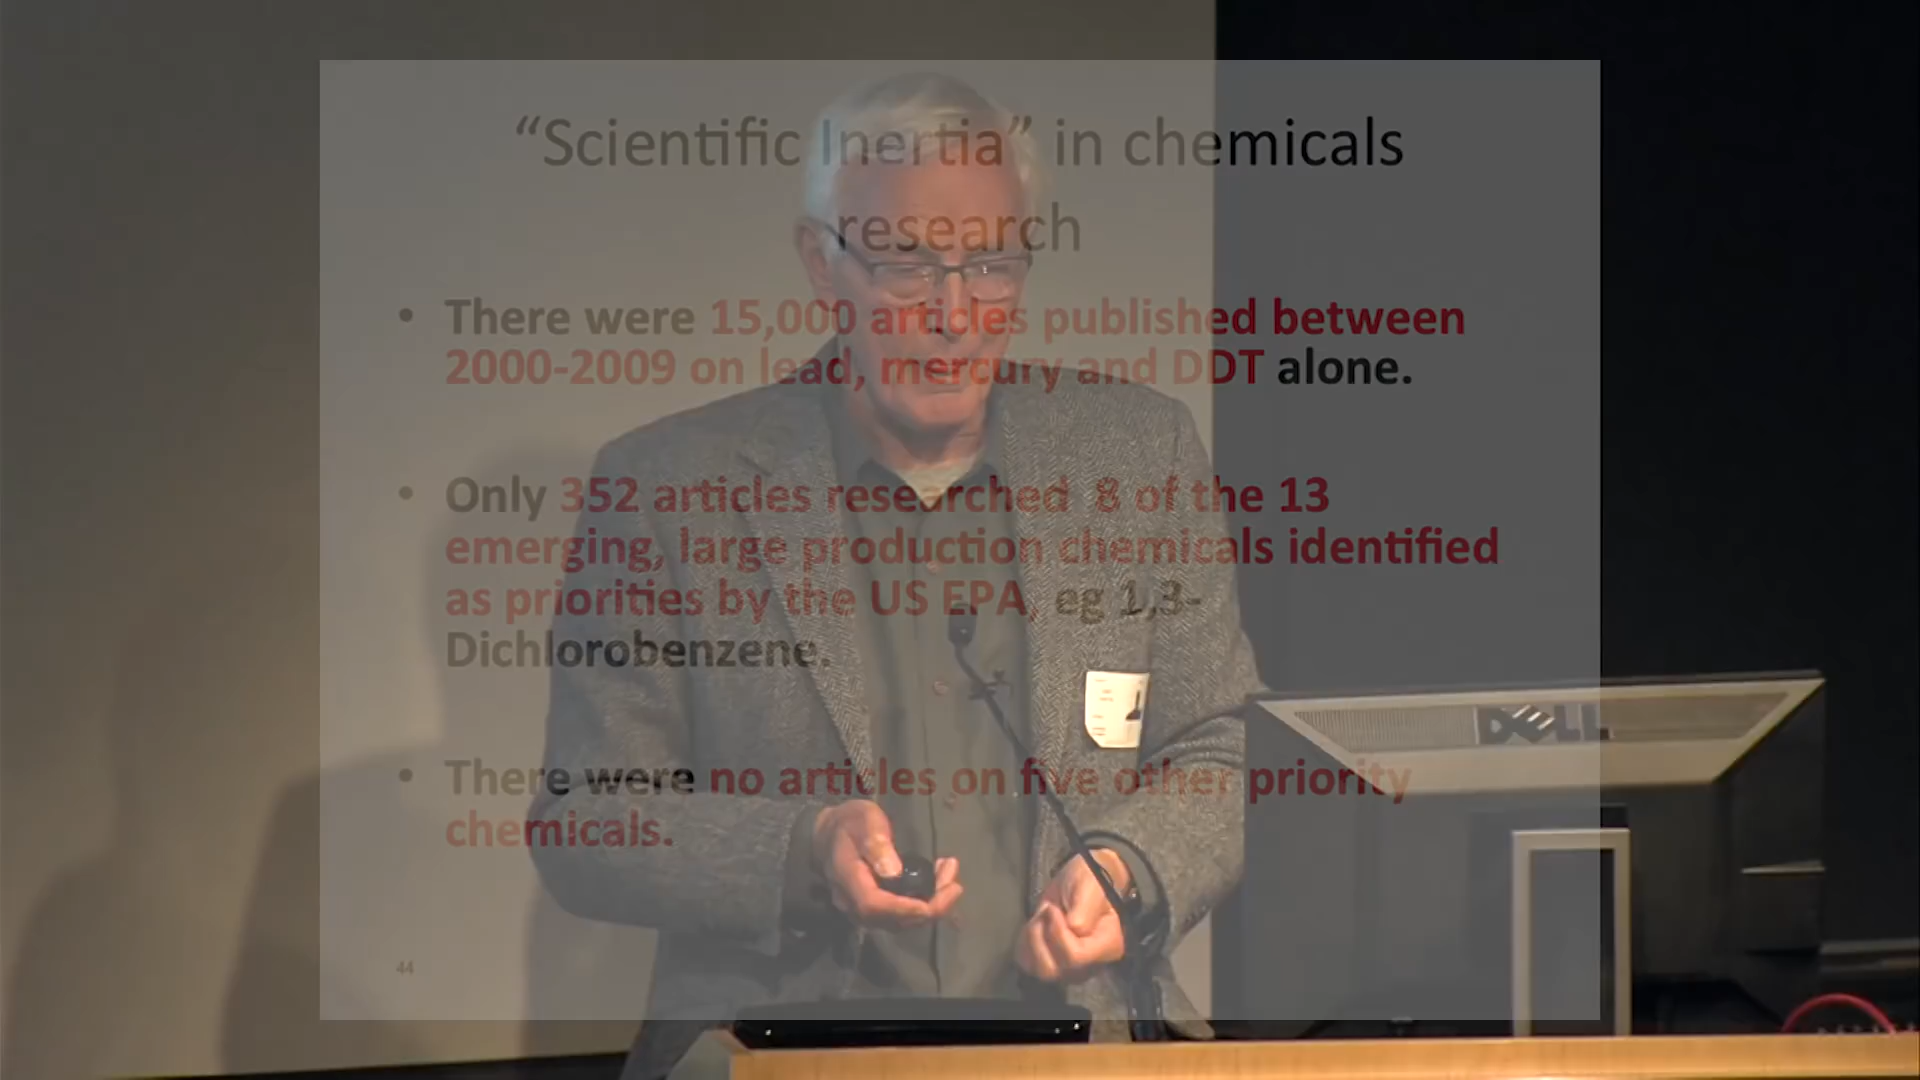 “Scientific Inertia” in chemicals
research
• There were 15,000 articles published between
2000-2009 on lead, mercury and DDT alone.
• Only 352 articles researched 8 of the 13
emerging, large production chemicals identified
as priorities by the US EPA, eg 1,3-
Dichlorobenzene.
DELL
• There were no articles on five other priority
chemicals.
44